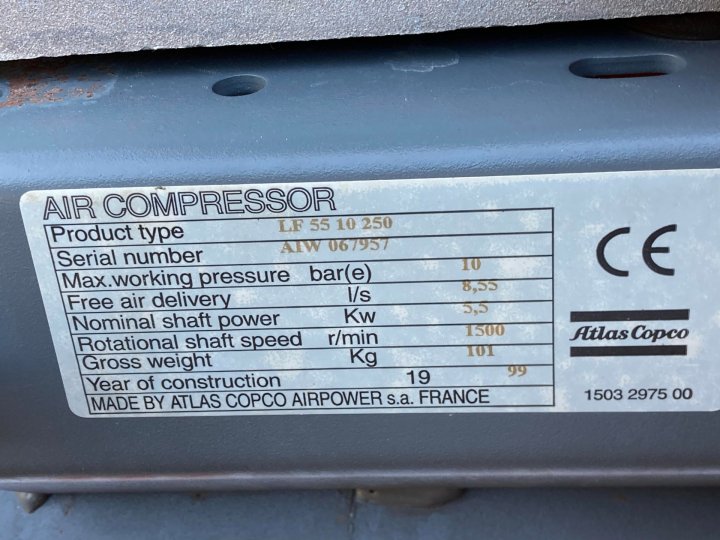 AIR COMPRESSOR
Product type LF 55 10 250
Serial number AIW 067957
Max.working pressure bar(e) 10
Free air delivery l/s 8,55
Nominal shaft power Kw 5,5
Rotational shaft speed r/min 1500
Gross weight Kg 101
Year of construction 19 99
MADE BY ATLAS COPCO AIRPOWER s.a. FRANCE
CE
Atlas Copco
1503 2975 00